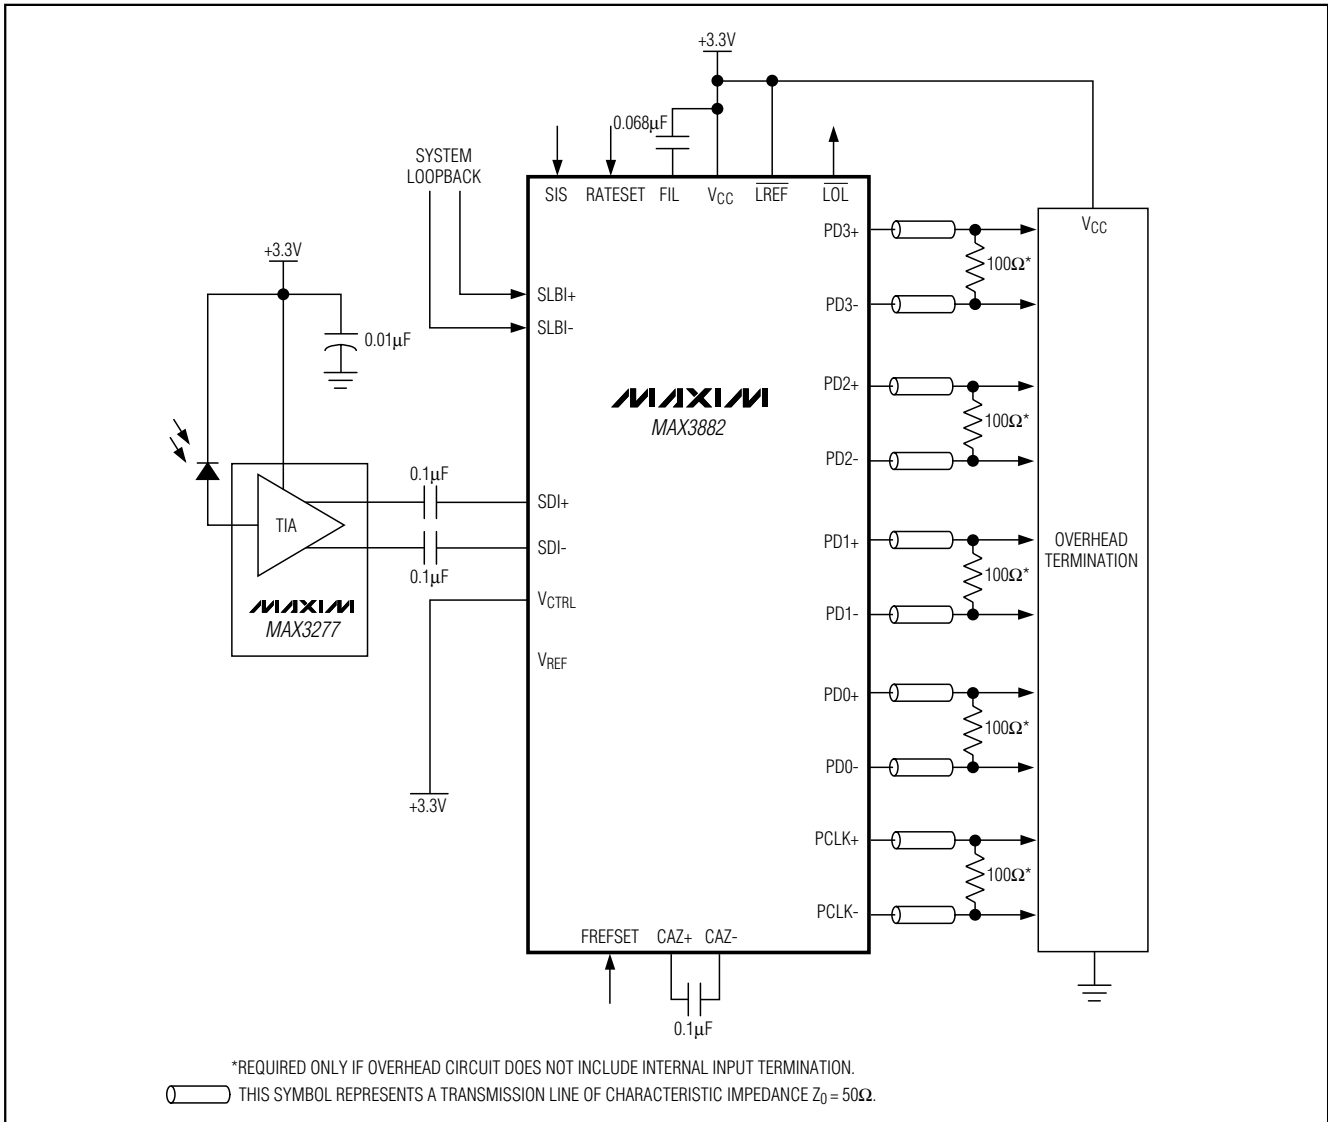 +3.3V
0.068μF
SYSTEM
LOOPBACK
SIS RATESET FIL VCC LREF LOL
+3.3V
0.01μF
SLBI+
SLBI-
MAXIM
MAX3882
TIA
MAXIM
MAX3277
0.1μF
0.1μF
SDI+
SDI-
VCTRL
VREF
+3.3V
PD3+
100Ω*
PD3-
PD2+
100Ω*
PD2-
PD1+
100Ω*
PD1-
PD0+
100Ω*
PD0-
PCLK+
100Ω*
PCLK-
VCC
OVERHEAD
TERMINATION
FREFSET CAZ+ CAZ-
0.1μF
*REQUIRED ONLY IF OVERHEAD CIRCUIT DOES NOT INCLUDE INTERNAL INPUT TERMINATION.
THIS SYMBOL REPRESENTS A TRANSMISSION LINE OF CHARACTERISTIC IMPEDANCE Z0 = 50Ω.